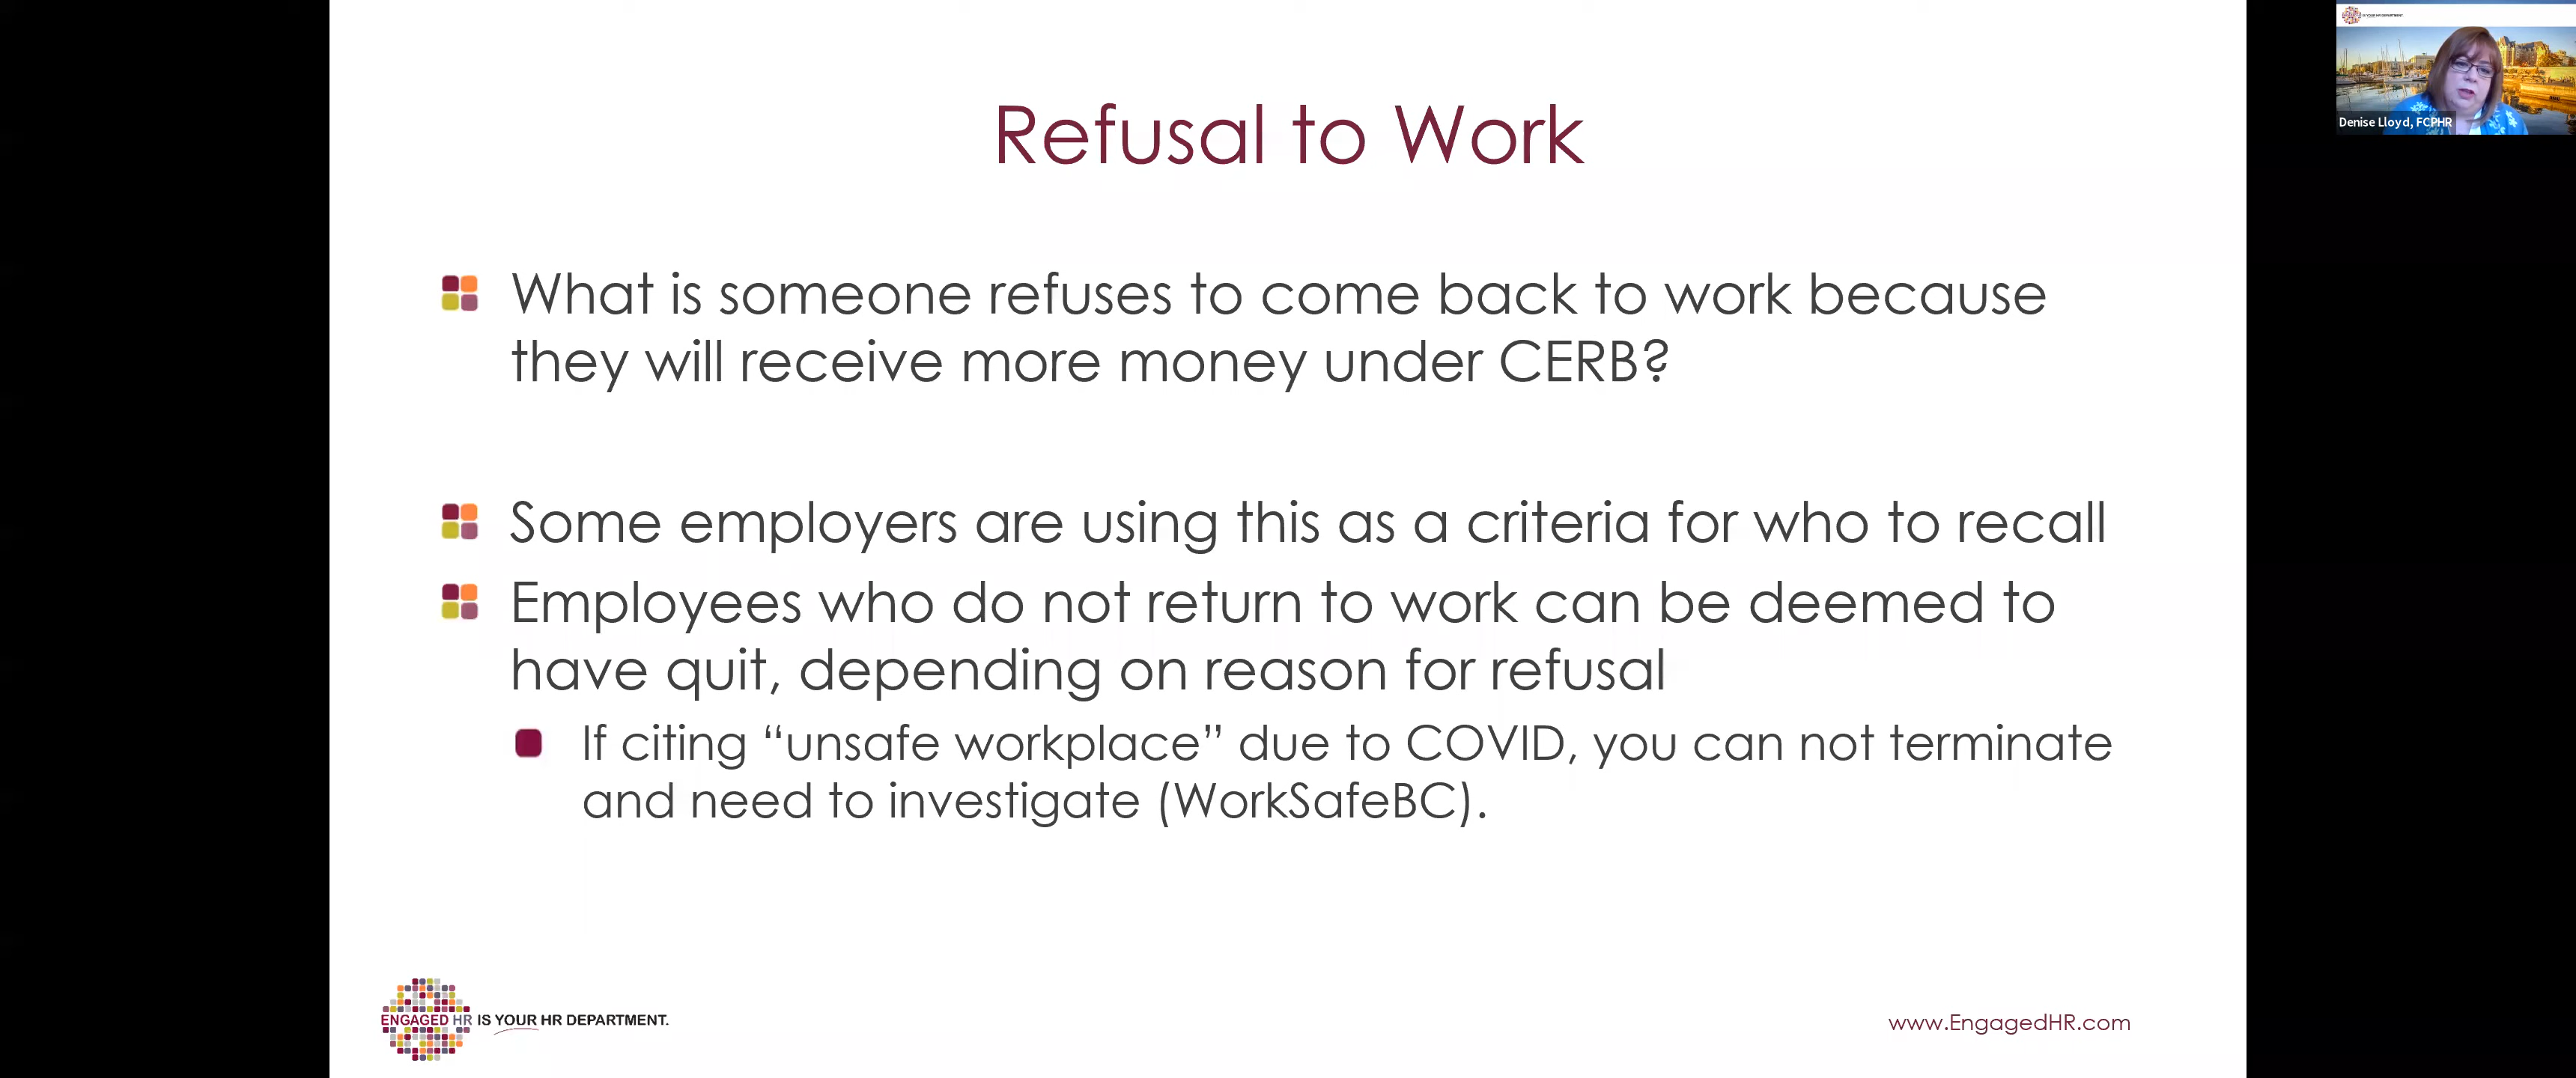 Refusal to Work
What is someone refuses to come back to work because
they will receive more money under CERB?
Some employers are using this as a criteria for who to recall
Employees who do not return to work can be deemed to
have quit, depending on reason for refusal
If citing “unsafe workplace” due to COVID, you can not terminate
and need to investigate (WorkSafeBC).
ENGAGED HR IS YOUR HR DEPARTMENT.
www.EngagedHR.com
Denise Lloyd, FCPHR